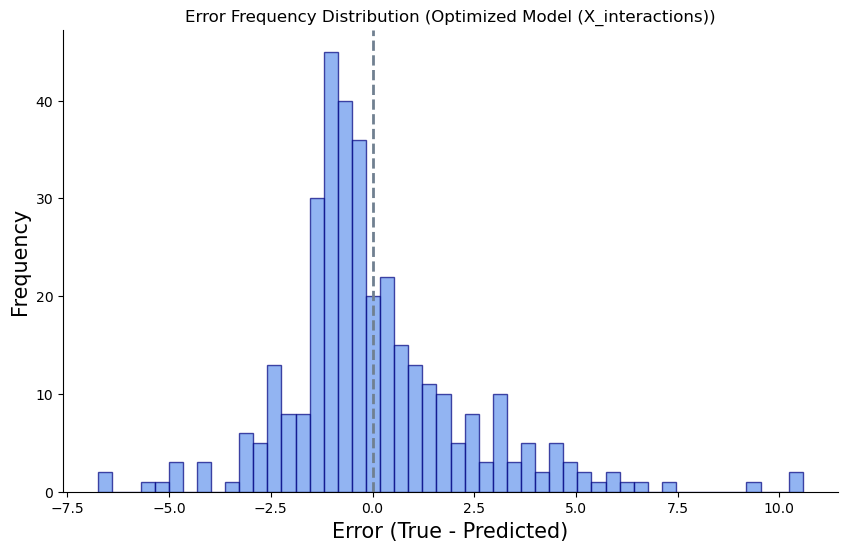 Error Frequency Distribution (Optimized Model (X_interactions))
Frequency
40
30
20
10
0
−7.5 −5.0 −2.5 0.0 2.5 5.0 7.5 10.0
Error (True - Predicted)